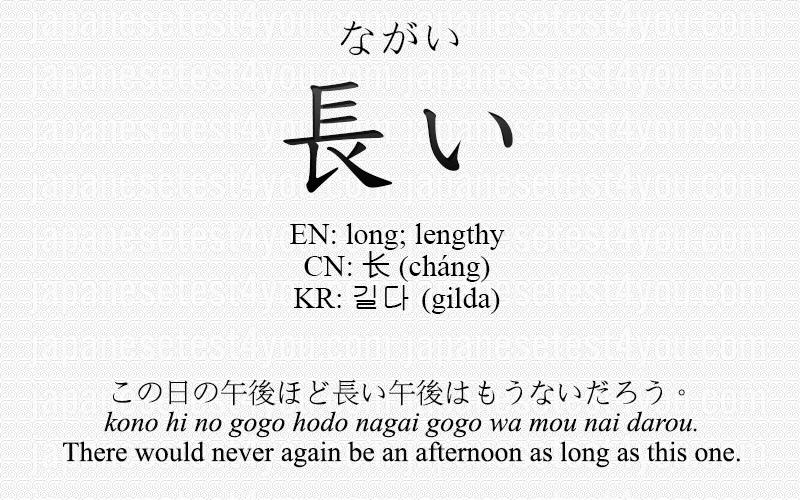 ながい
長い
EN: long; lengthy
CN: 长 (cháng)
KR: 길다 (gilda)
この日の午後ほど長い午後はもうないだろう。
kono hi no gogo hodo nagai gogo wa mou nai darou.
There would never again be an afternoon as long as this one.